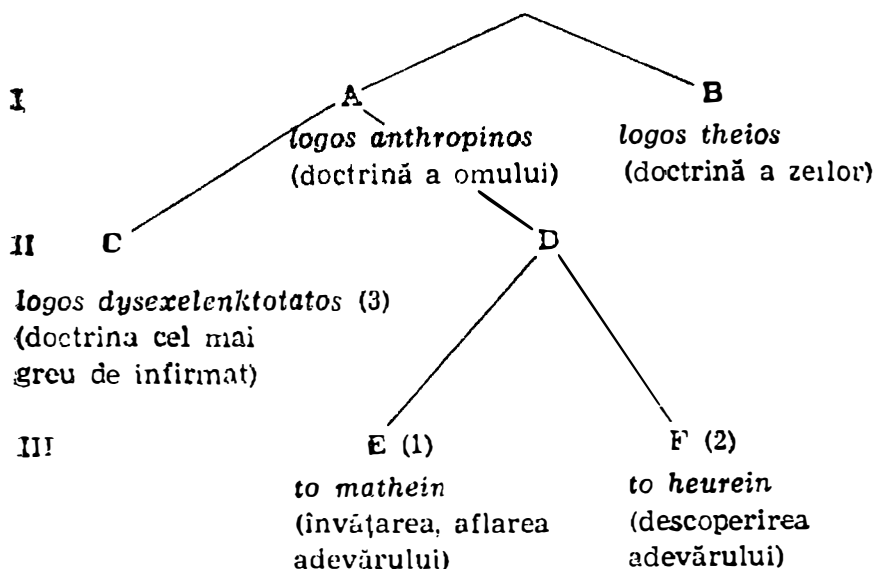 I A B
logos anthropinos logos theios
(doctrină a omului) (doctrină a zeilor)
II C D
logos dysexelenktotatos (3)
(doctrina cel mai
greu de infirmat)
III E (1) F (2)
to mathein to heurein
(învățarea, aflarea (descoperirea
adevărului) adevărului)